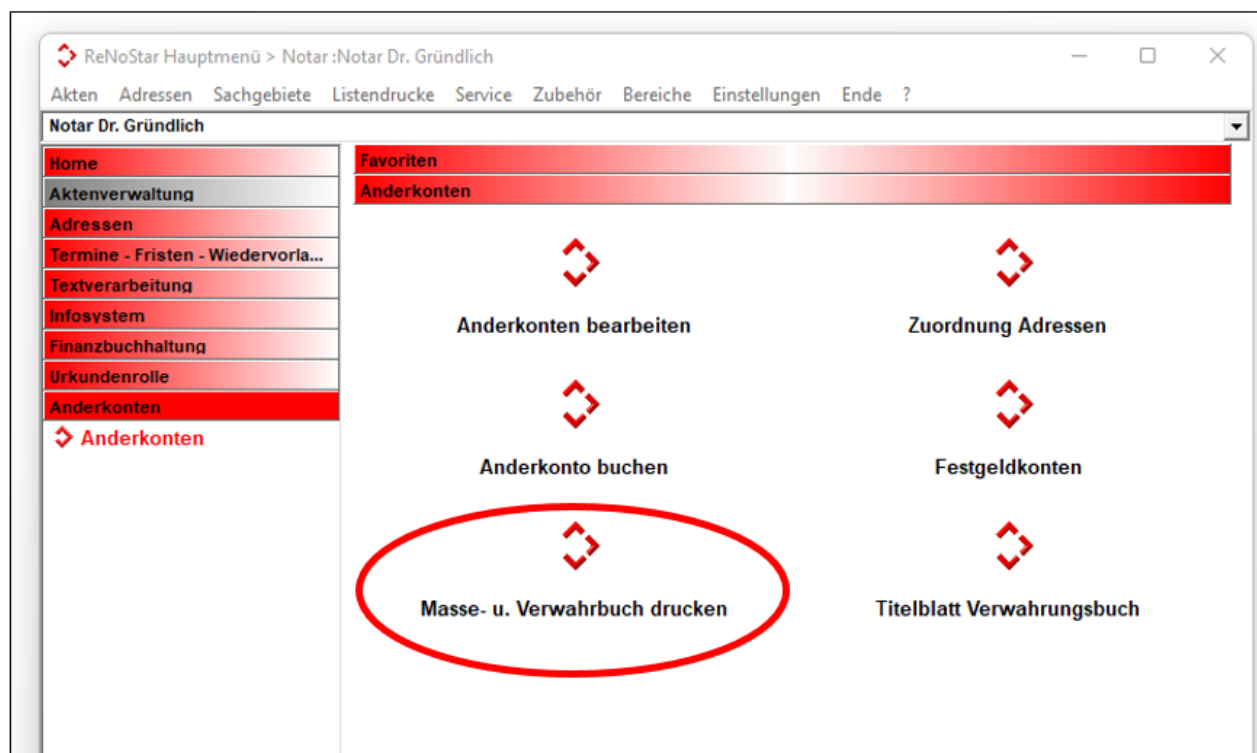 ReNoStar Hauptmenü > Notar :Notar Dr. Gründlich
Akten Adressen Sachgebiete Listendrucke Service Zubehör Bereiche Einstellungen Ende ?
Notar Dr. Gründlich
Home
Aktenverwaltung
Adressen
Termine - Fristen - Wiedervorla...
Textverarbeitung
Infosystem
Finanzbuchhaltung
Urkundenrolle
Anderkonten
Anderkonten
Favoriten
Anderkonten
Anderkonten bearbeiten
Zuordnung Adressen
Anderkonto buchen
Festgeldkonten
Masse- u. Verwahrbuch drucken
Titelblatt Verwahrungsbuch